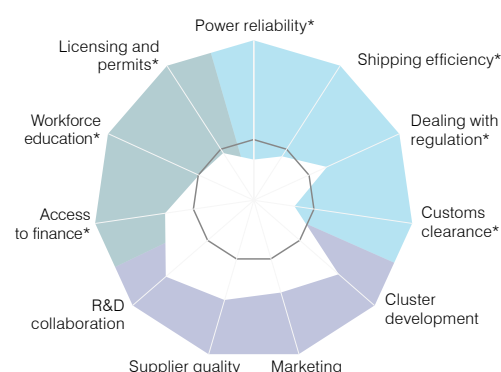 Power reliability*
Licensing and
permits*
Shipping efficiency*
Workforce
education*
Dealing with
regulation*
Access
to finance*
Customs
clearance*
R&D
collaboration
Cluster
development
Supplier quality
Marketing